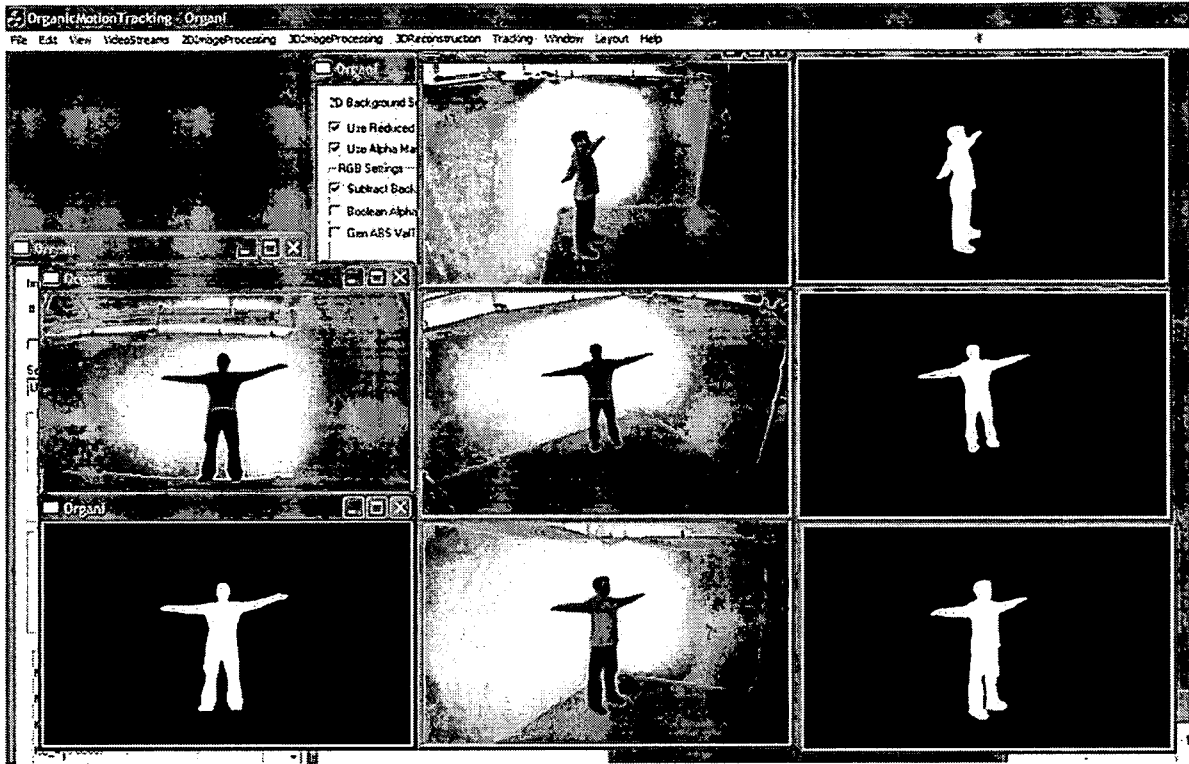 OrganicMotionTracking - Organi
File Edit View VideoStreams 2DImageProcessing 3DImageProcessing 3DReconstruction Tracking Window Layout Help
Organi
2D Background S
Use Reduced
Use Alpha Ma
RGB Settings
Subtract Back
Boolean Alpha
Gen ABS Val
Organi
Organi
Organi